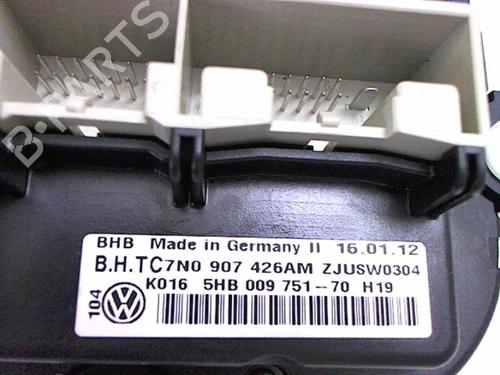 B-PARTS
BHB Made in Germany II 16.01.12
B.H.TC7N0 907 426AM ZJUSW0304
K016 5HB 009 751-70 H19
104